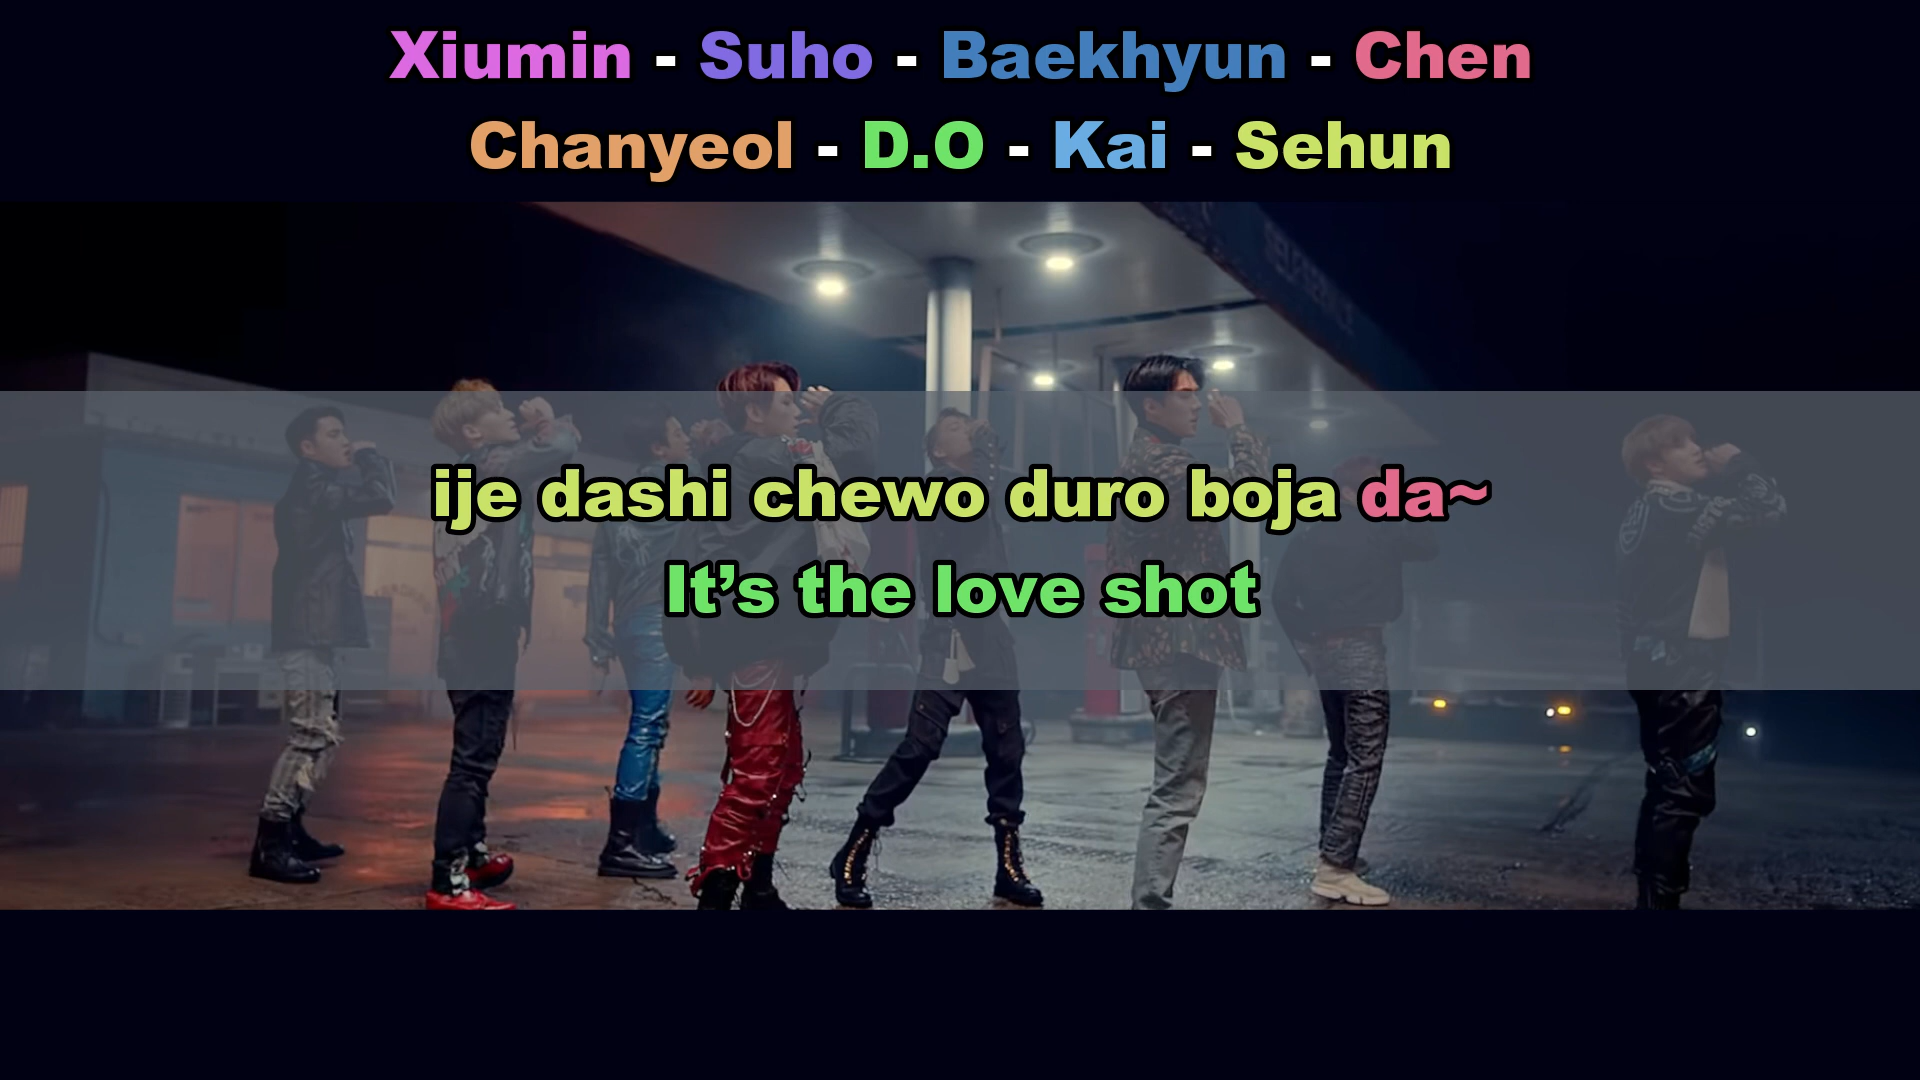 Xiumin - Suho - Baekhyun - Chen
Chanyeol - D.O - Kai - Sehun
ije dashi chewo duro boja da~
It’s the love shot